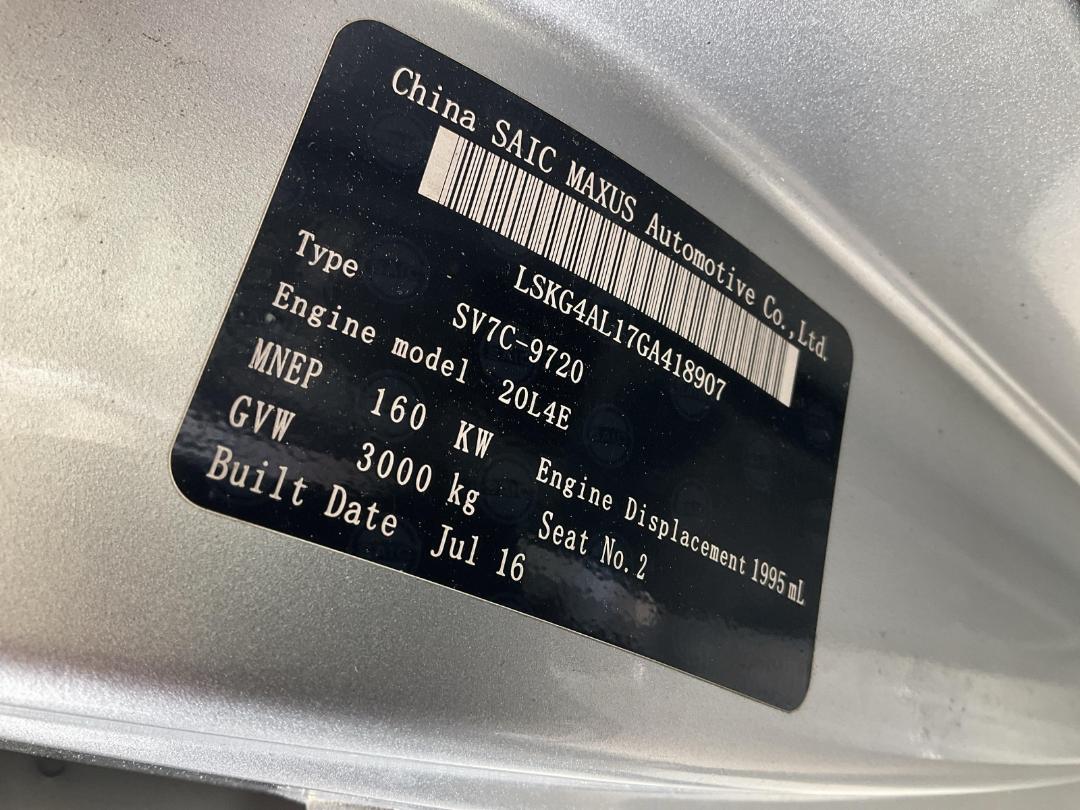 China SAIC MAXUS Automotive Co.,Ltd.
LSKG4AL17GA418907
Type SV7C-9720
Engine model 20L4E
MNEP 160 KW Engine Displacement 1995 mL
GVW 3000 kg Seat No. 2
Built Date Jul 16